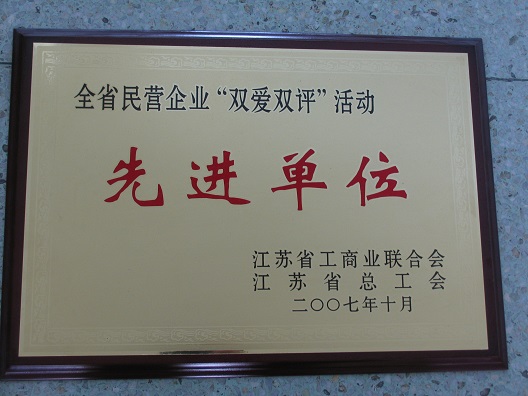 全省民营企业“双爱双评”活动
先进单位
江苏省工商业联合会
江苏省总工会
二〇〇七年十月